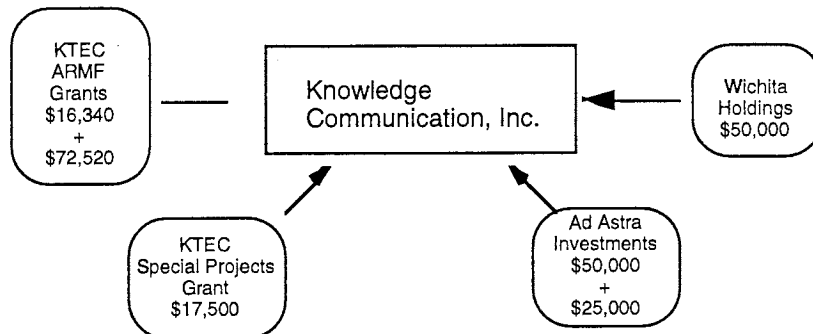 KTEC
ARMF
Grants
$16,340
+
$72,520
Knowledge
Communication, Inc.
Wichita
Holdings
$50,000
KTEC
Special Projects
Grant
$17,500
Ad Astra
Investments
$50,000
+
$25,000